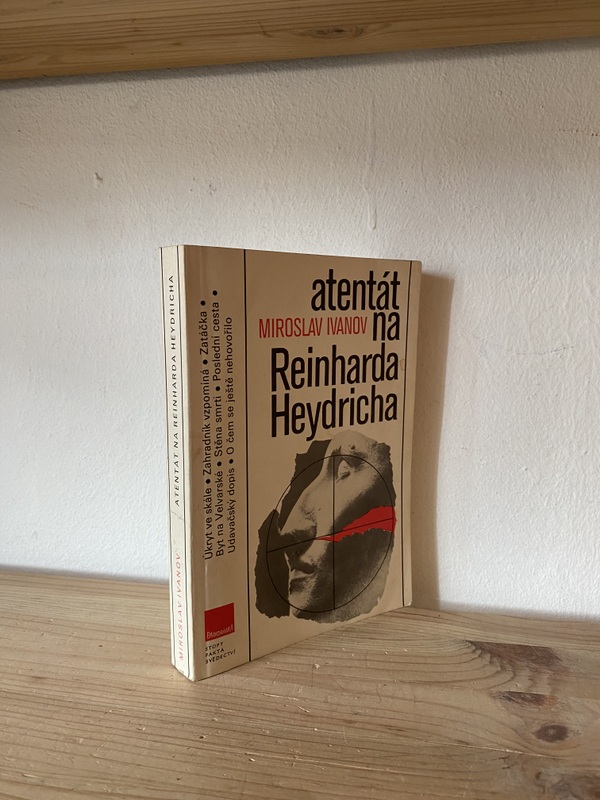 ATENTÁT NA REINHARDA HEYDRICHA
MIROSLAV IVANOV
Úkryt ve skále • Zahradník vzpomíná • Zatáčka •
Byt na Velvarské • Stěna smrti • Poslední cesta •
Udavačský dopis • O čem se ještě nehovořilo
atentát
MIROSLAV IVANOV na
Reinharda
Heydricha
Panorama
STOPY
FAKTA
SVĚDECTVÍ